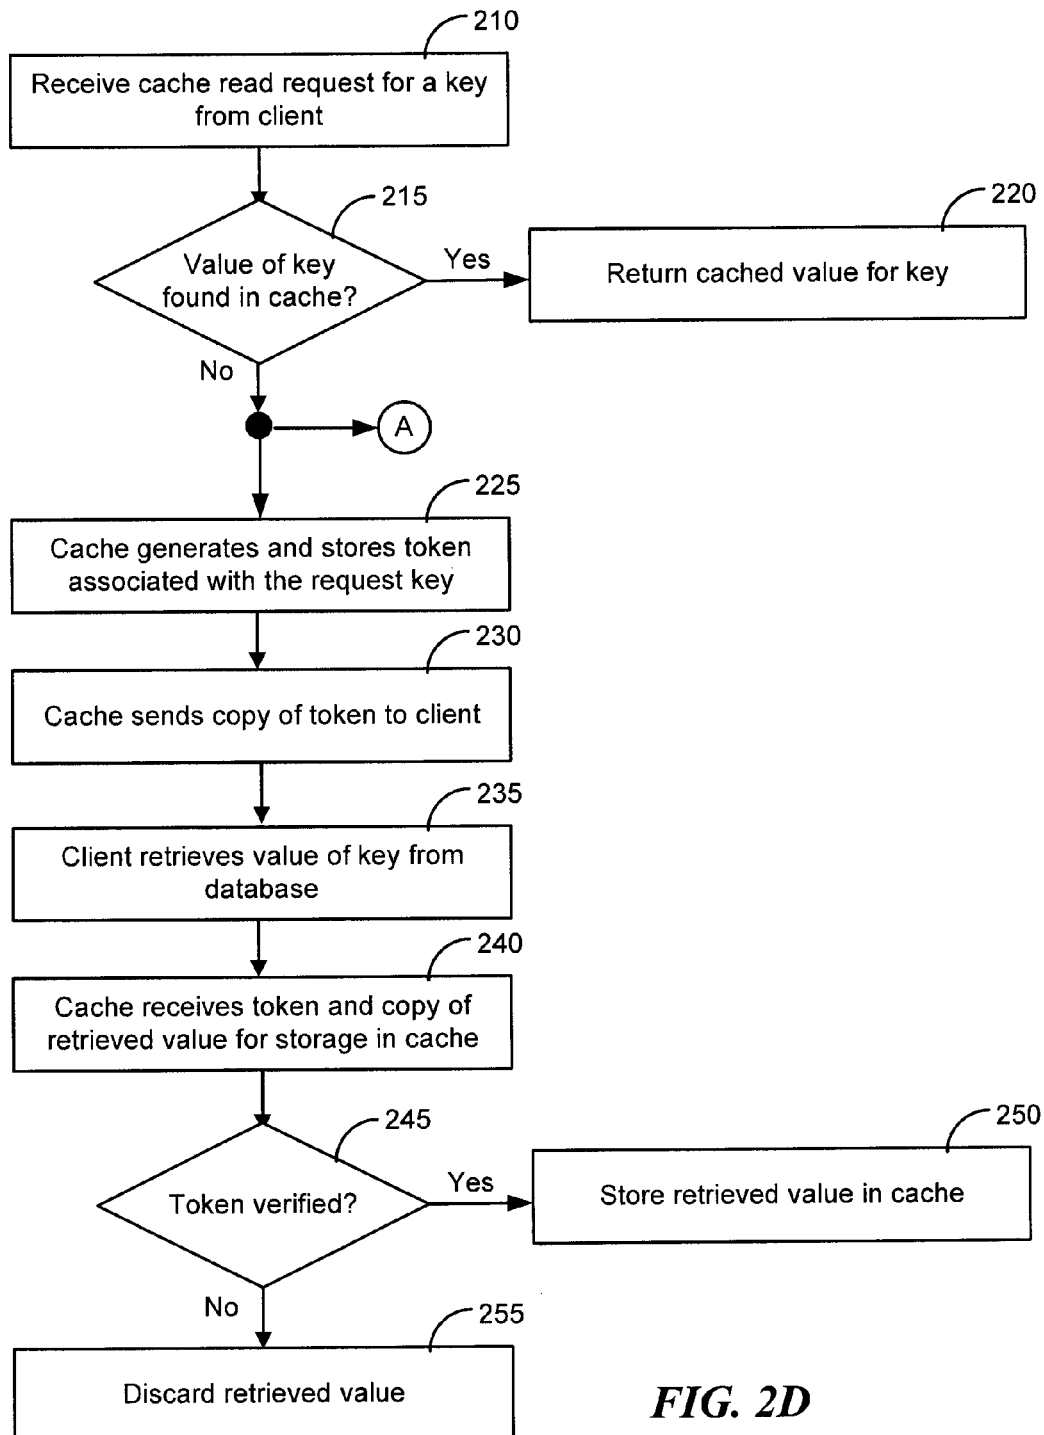 210
Receive cache read request for a key
from client
215
Value of key
found in cache?
Yes
220
Return cached value for key
No
A
225
Cache generates and stores token
associated with the request key
230
Cache sends copy of token to client
235
Client retrieves value of key from
database
240
Cache receives token and copy of
retrieved value for storage in cache
245
Token verified?
Yes
250
Store retrieved value in cache
No
255
Discard retrieved value
FIG. 2D